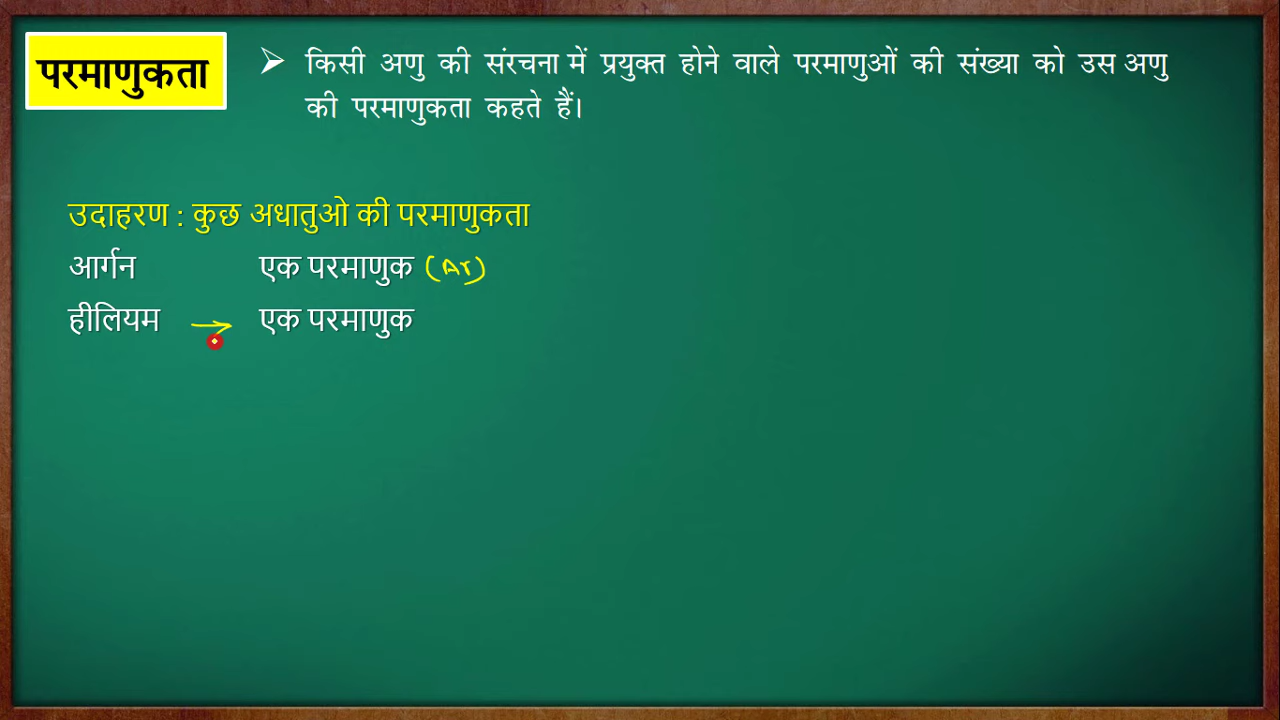 परमाणुकता
➢ किसी अणु की संरचना में प्रयुक्त होने वाले परमाणुओं की संख्या को उस अणु
की परमाणुकता कहते हैं।
उदाहरण : कुछ अधातुओ की परमाणुकता
आर्गन एक परमाणुक (Ar)
हीलियम → एक परमाणुक